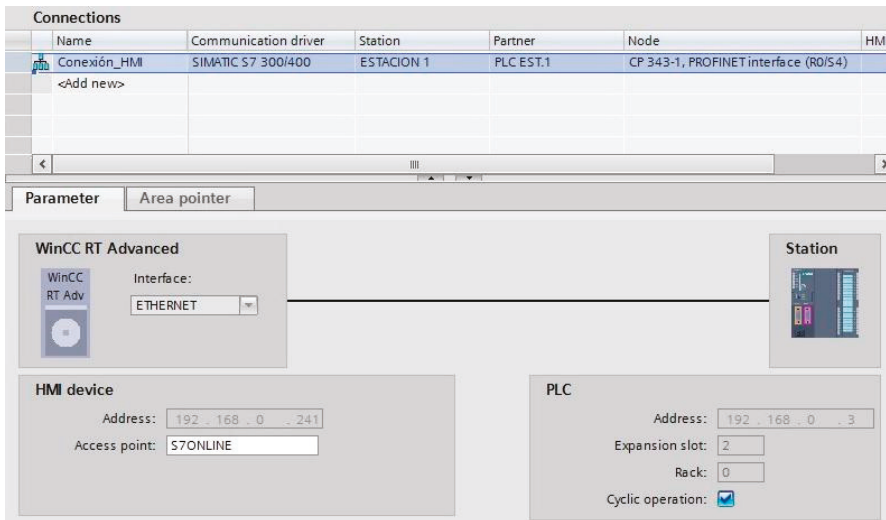 Connections
Name Communication driver Station Partner Node HM
Conexión_HMI SIMATIC S7 300/400 ESTACION 1 PLC EST.1 CP 343-1, PROFINET interface (R0/S4)
<Add new>
Parameter Area pointer
WinCC RT Advanced
WinCC
RT Adv
Interface:
ETHERNET
Station
HMI device
Address: 192 . 168 . 0 . 241
Access point: S7ONLINE
PLC
Address: 192 . 168 . 0 . 3
Expansion slot: 2
Rack: 0
Cyclic operation: